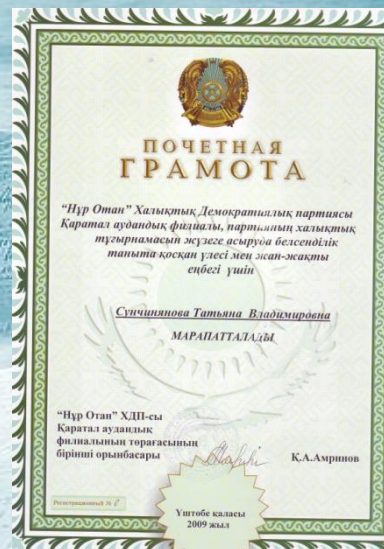 ПОЧЕТНАЯ
ГРАМОТА
“Нұр Отан” Халықтық Демократиялық партиясы
Қаратал аудандық филиалы, партияның халықтық
тұғырнамасын жүзеге асыруда белсенділік
таныта қосқан үлесі мен жан-жақты
еңбегі үшін
Сунчинянова Татьяна Владимировна
МАРАПАТТАЛАДЫ
“Нұр Отан” ХДП-сы
Қаратал аудандық
филиалының төрағасының
бірінші орынбасары
Қ.А.Амринов
Регистрационный №
Үштөбе қаласы
2009 жыл